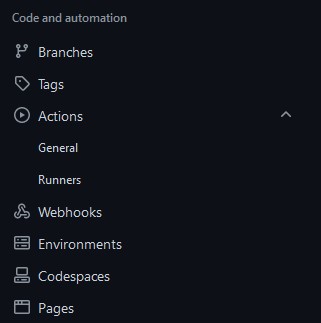 Code and automation
Branches
Tags
Actions
General
Runners
Webhooks
Environments
Codespaces
Pages